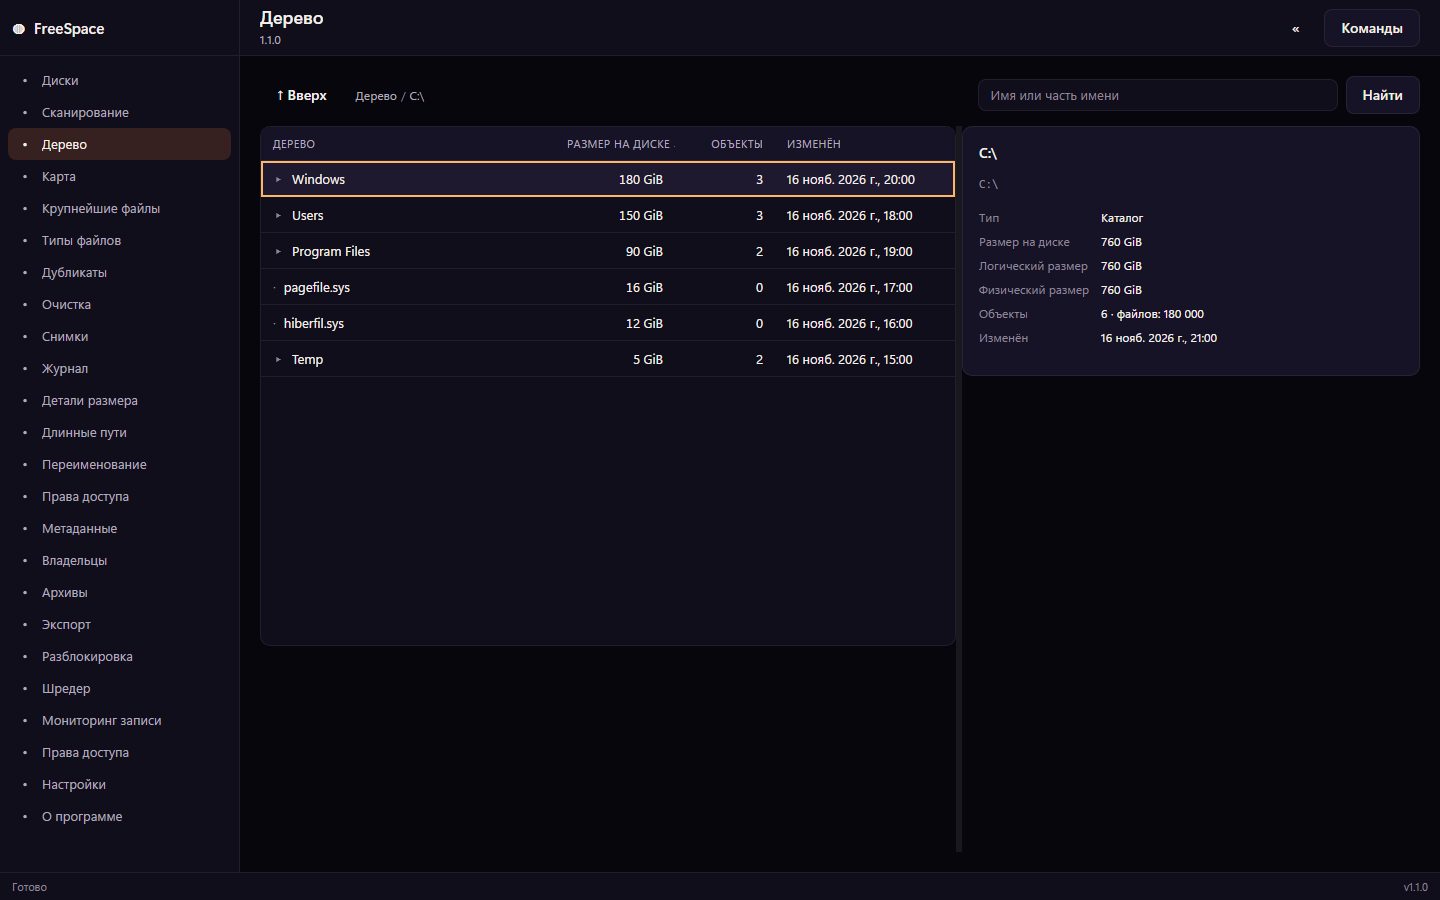 FreeSpace
Дерево
1.1.0
«
Команды
Диски
Сканирование
Дерево
Карта
Крупнейшие файлы
Типы файлов
Дубликаты
Очистка
Снимки
Журнал
Детали размера
Длинные пути
Переименование
Права доступа
Метаданные
Владельцы
Архивы
Экспорт
Разблокировка
Шредер
Мониторинг записи
Права доступа
Настройки
О программе
↑ Вверх
Дерево / C:\
Имя или часть имени
Найти
ДЕРЕВО РАЗМЕР НА ДИСКЕ ОБЪЕКТЫ ИЗМЕНЁН
Windows 180 GiB 3 16 нояб. 2026 г., 20:00
Users 150 GiB 3 16 нояб. 2026 г., 18:00
Program Files 90 GiB 2 16 нояб. 2026 г., 19:00
pagefile.sys 16 GiB 0 16 нояб. 2026 г., 17:00
hiberfil.sys 12 GiB 0 16 нояб. 2026 г., 16:00
Temp 5 GiB 2 16 нояб. 2026 г., 15:00
C:\
C:\
Тип Каталог
Размер на диске 760 GiB
Логический размер 760 GiB
Физический размер 760 GiB
Объекты 6 · файлов: 180 000
Изменён 16 нояб. 2026 г., 21:00
Готово
v1.1.0